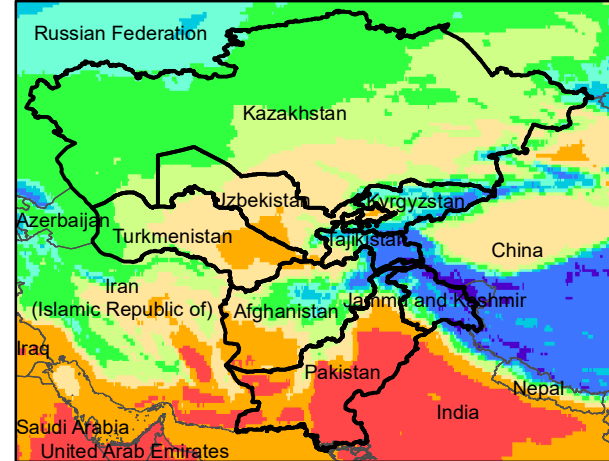 Russian Federation
Kazakhstan
Uzbekistan
Kyrgyzstan
Azerbaijan
Turkmenistan
Tajikistan
China
Iran
(Islamic Republic of)
Afghanistan
Jammu and Kashmir
Iraq
Pakistan
Nepal
India
Saudi Arabia
United Arab Emirates